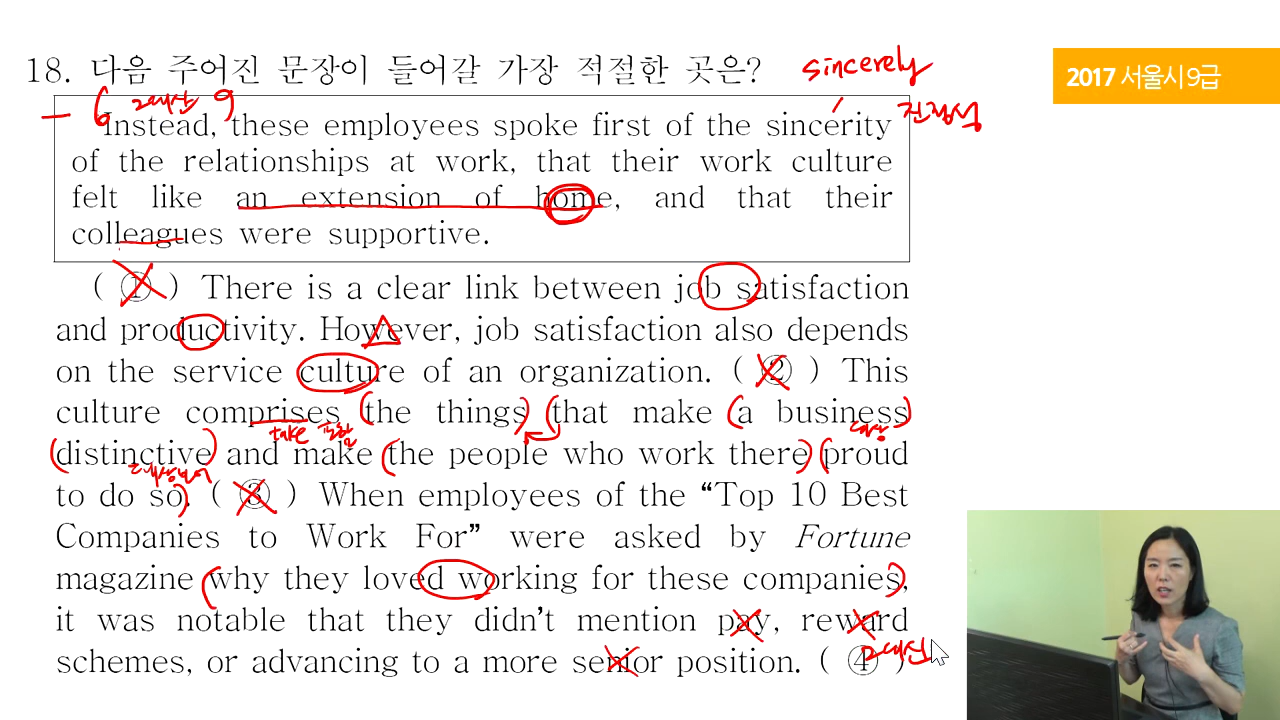 18. 다음 주어진 문장이 들어갈 가장 적절한 곳은?
sincerely
2017 서울시 9급
Instead, these employees spoke first of the sincerity
of the relationships at work, that their work culture
felt like an extension of home, and that their
colleagues were supportive.
( ① ) There is a clear link between job satisfaction
and productivity. However, job satisfaction also depends
on the service culture of an organization. ( ② ) This
culture comprises the things that make a business
take 포함
distinctive and make the people who work there proud
to do so. ( ③ ) When employees of the “Top 10 Best
Companies to Work For” were asked by Fortune
magazine why they loved working for these companies,
it was notable that they didn’t mention pay, reward
schemes, or advancing to a more senior position. ( ④ )